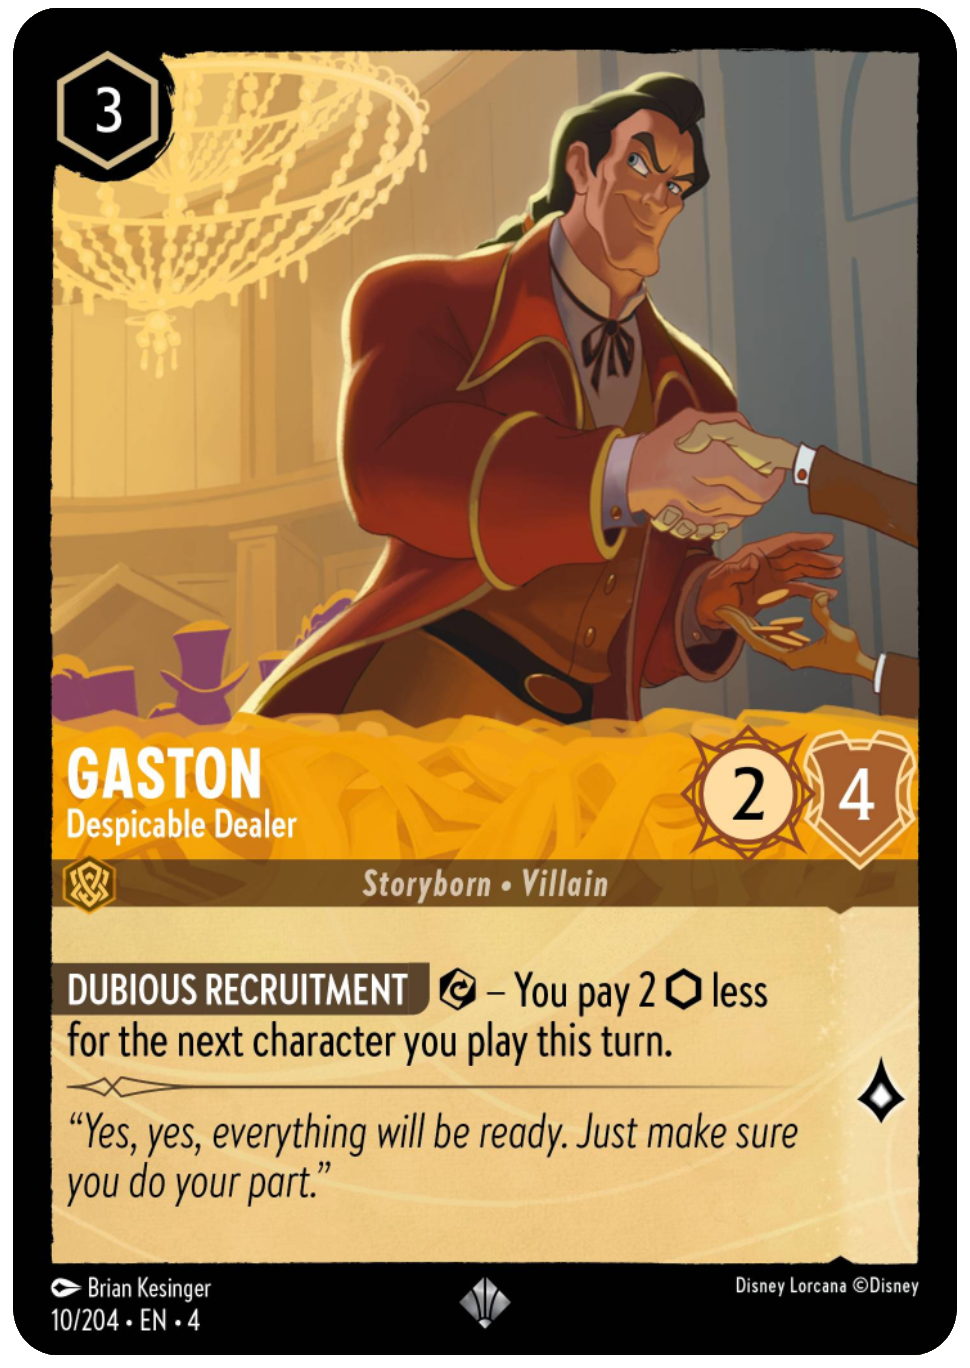 3
GASTON
Despicable Dealer
2
4
Storyborn • Villain
DUBIOUS RECRUITMENT – You pay 2 less
for the next character you play this turn.
“Yes, yes, everything will be ready. Just make sure
you do your part.”
Brian Kesinger
Disney Lorcana ©Disney
10/204 • EN • 4